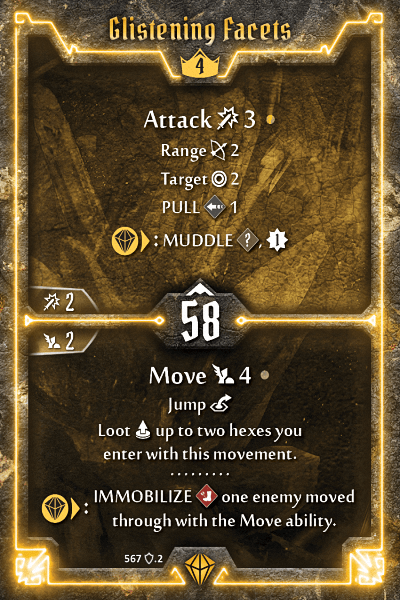 Glistening Facets
4
Attack 3
Range 2
Target 2
PULL 1
: MUDDLE ?, 1
2
58
2
Move 4
Jump
Loot up to two hexes you
enter with this movement.
: IMMOBILIZE one enemy moved
through with the Move ability.
567 .2